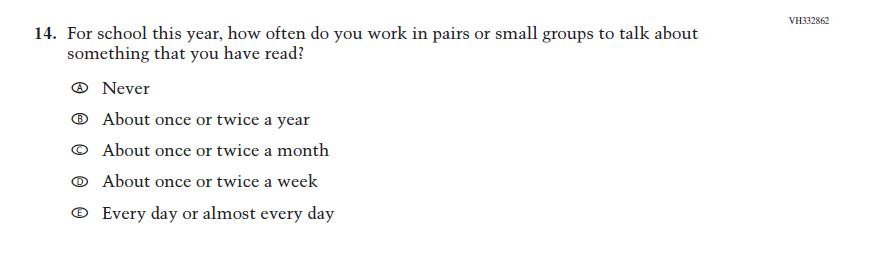 VH332862
14. For school this year, how often do you work in pairs or small groups to talk about
something that you have read?
A Never
B About once or twice a year
C About once or twice a month
D About once or twice a week
E Every day or almost every day